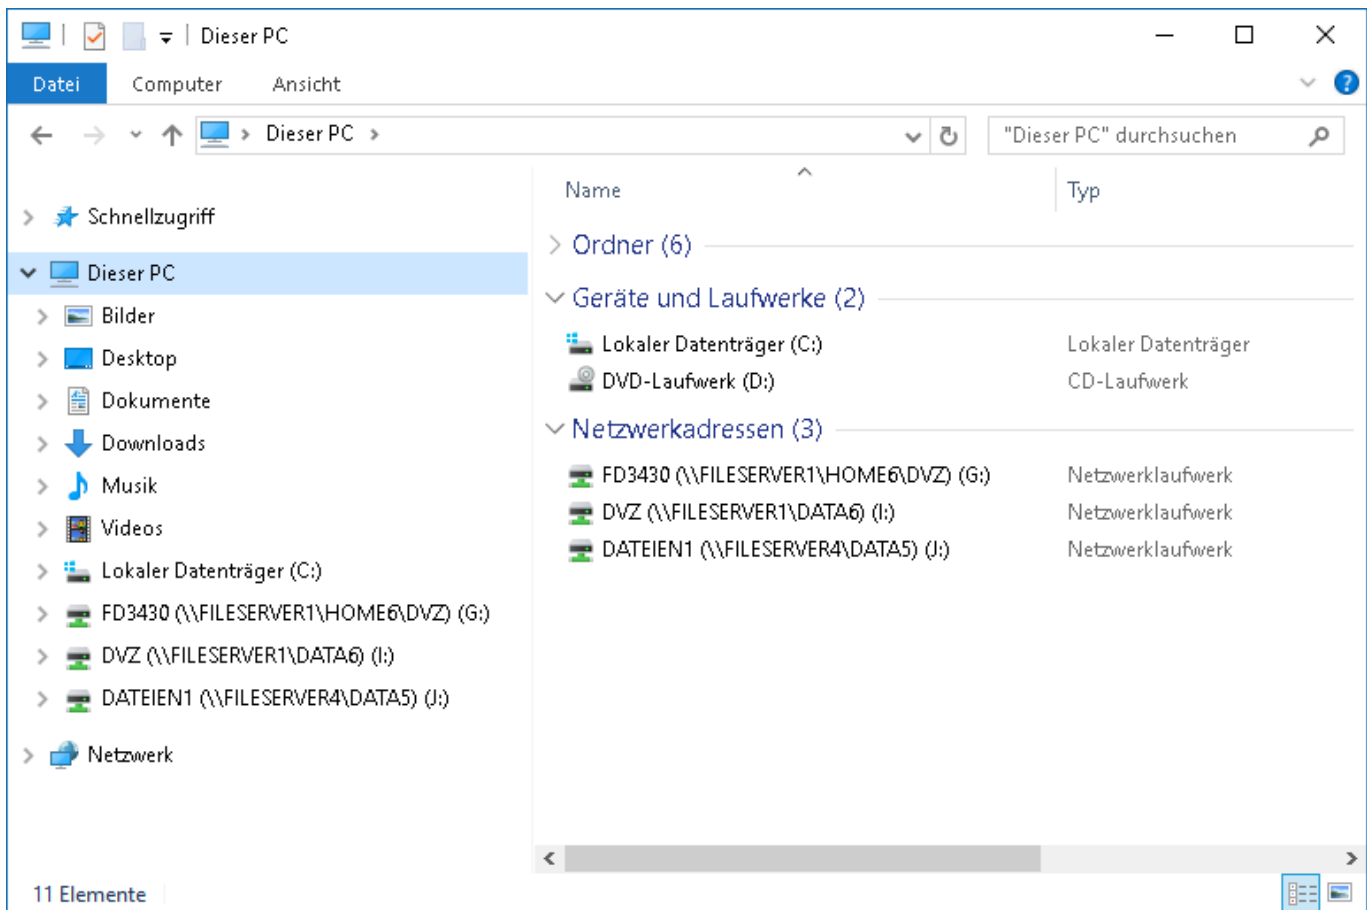 Dieser PC
Datei Computer Ansicht
Dieser PC "Dieser PC" durchsuchen
Schnellzugriff
Dieser PC
Bilder
Desktop
Dokumente
Downloads
Musik
Videos
Lokaler Datenträger (C:)
FD3430 (\\FILESERVER1\HOME6\DVZ) (G:)
DVZ (\\FILESERVER1\DATA6) (I:)
DATEIEN1 (\\FILESERVER4\DATA5) (J:)
Netzwerk
Name Typ
Ordner (6)
Geräte und Laufwerke (2)
Lokaler Datenträger (C:) Lokaler Datenträger
DVD-Laufwerk (D:) CD-Laufwerk
Netzwerkadressen (3)
FD3430 (\\FILESERVER1\HOME6\DVZ) (G:) Netzwerklaufwerk
DVZ (\\FILESERVER1\DATA6) (I:) Netzwerklaufwerk
DATEIEN1 (\\FILESERVER4\DATA5) (J:) Netzwerklaufwerk
11 Elemente